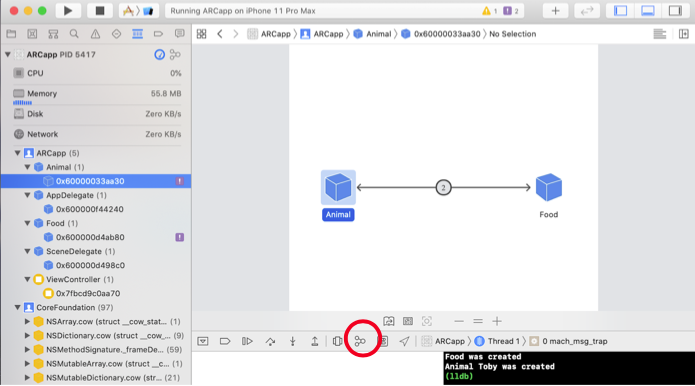 Running ARCapp on iPhone 11 Pro Max
1
2
ARCapp PID 5417
CPU 0%
Memory 55.8 MB
Disk Zero KB/s
Network Zero KB/s
ARCapp (5)
Animal (1)
0x60000033aa30
AppDelegate (1)
0x600000f44240
Food (1)
0x600000d4ab80
SceneDelegate (1)
0x600000d498c0
ViewController (1)
0x7fbcd9c0aa70
CoreFoundation (97)
NSArray.cow (struct __cow_stat... (1)
NSDictionary.cow (struct __cow_... (9)
NSMethodSignature._frameDe... (59)
NSMutableArray.cow (struct __c... (1)
NSMutableDictionary.cow (str... (21)
ARCapp ARCapp Animal 0x60000033aa30 No Selection
2
Animal
Food
ARCapp Thread 1 0 mach_msg_trap
Food was created
Animal Toby was created
(lldb)